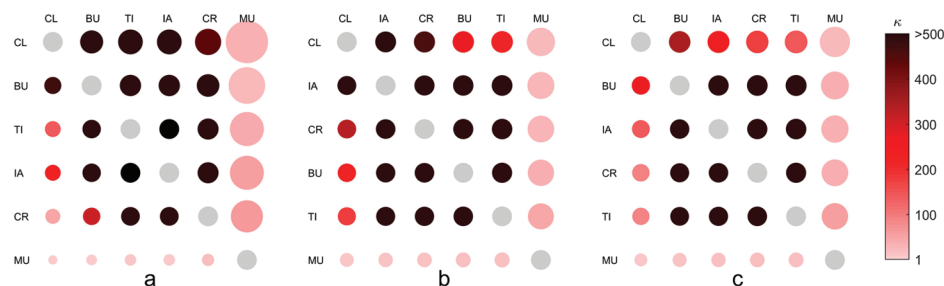 CL BU TI IA CR MU
CL
BU
TI
IA
CR
MU
a
CL IA CR BU TI MU
CL
IA
CR
BU
TI
MU
b
CL BU IA CR TI MU
CL
BU
IA
CR
TI
MU
c
κ
>500
400
300
200
100
1